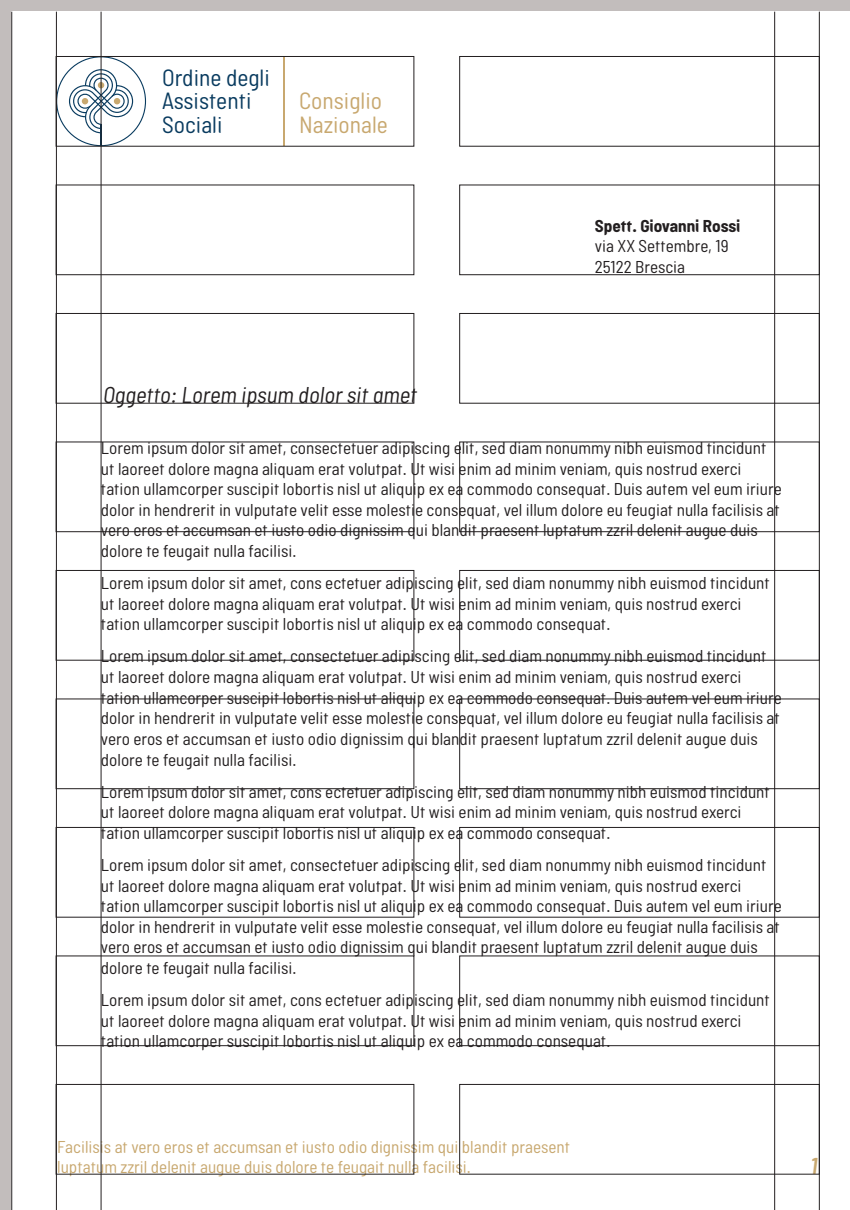 Ordine degli
Assistenti
Sociali
Consiglio
Nazionale
Spett. Giovanni Rossi
via XX Settembre, 19
25122 Brescia
Oggetto: Lorem ipsum dolor sit amet
Lorem ipsum dolor sit amet, consectetuer adipiscing elit, sed diam nonummy nibh euismod tincidunt
ut laoreet dolore magna aliquam erat volutpat. Ut wisi enim ad minim veniam, quis nostrud exerci
tation ullamcorper suscipit lobortis nisl ut aliquip ex ea commodo consequat. Duis autem vel eum iriure
dolor in hendrerit in vulputate velit esse molestie consequat, vel illum dolore eu feugiat nulla facilisis at
vero eros et accumsan et iusto odio dignissim qui blandit praesent luptatum zzril delenit augue duis
dolore te feugait nulla facilisi.
Lorem ipsum dolor sit amet, cons ectetuer adipiscing elit, sed diam nonummy nibh euismod tincidunt
ut laoreet dolore magna aliquam erat volutpat. Ut wisi enim ad minim veniam, quis nostrud exerci
tation ullamcorper suscipit lobortis nisl ut aliquip ex ea commodo consequat.
Lorem ipsum dolor sit amet, consectetuer adipiscing elit, sed diam nonummy nibh euismod tincidunt
ut laoreet dolore magna aliquam erat volutpat. Ut wisi enim ad minim veniam, quis nostrud exerci
tation ullamcorper suscipit lobortis nisl ut aliquip ex ea commodo consequat. Duis autem vel eum iriure
dolor in hendrerit in vulputate velit esse molestie consequat, vel illum dolore eu feugiat nulla facilisis at
vero eros et accumsan et iusto odio dignissim qui blandit praesent luptatum zzril delenit augue duis
dolore te feugait nulla facilisi.
Lorem ipsum dolor sit amet, cons ectetuer adipiscing elit, sed diam nonummy nibh euismod tincidunt
ut laoreet dolore magna aliquam erat volutpat. Ut wisi enim ad minim veniam, quis nostrud exerci
tation ullamcorper suscipit lobortis nisl ut aliquip ex ea commodo consequat.
Lorem ipsum dolor sit amet, consectetuer adipiscing elit, sed diam nonummy nibh euismod tincidunt
ut laoreet dolore magna aliquam erat volutpat. Ut wisi enim ad minim veniam, quis nostrud exerci
tation ullamcorper suscipit lobortis nisl ut aliquip ex ea commodo consequat. Duis autem vel eum iriure
dolor in hendrerit in vulputate velit esse molestie consequat, vel illum dolore eu feugiat nulla facilisis at
vero eros et accumsan et iusto odio dignissim qui blandit praesent luptatum zzril delenit augue duis
dolore te feugait nulla facilisi.
Lorem ipsum dolor sit amet, cons ectetuer adipiscing elit, sed diam nonummy nibh euismod tincidunt
ut laoreet dolore magna aliquam erat volutpat. Ut wisi enim ad minim veniam, quis nostrud exerci
tation ullamcorper suscipit lobortis nisl ut aliquip ex ea commodo consequat.
Facilisis at vero eros et accumsan et iusto odio dignissim qui blandit praesent
luptatum zzril delenit augue duis dolore te feugait nulla facilisi.
1